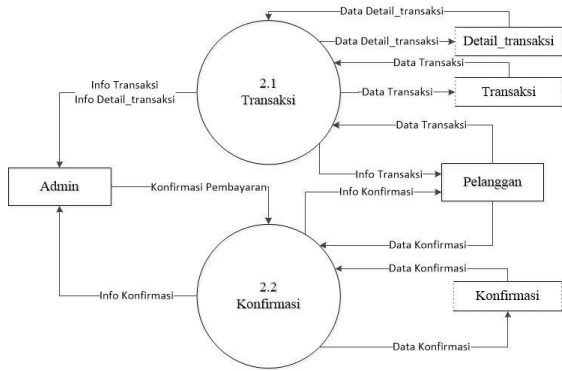 Data Detail_transaksi
Data Detail_transaksi
Detail_transaksi
Data Transaksi
2.1
Transaksi
Data Transaksi
Transaksi
Info Transaksi
Info Detail_transaksi
Data Transaksi
Info Transaksi
Pelanggan
Admin
Konfirmasi Pembayaran
Info Konfirmasi
Data Konfirmasi
Data Konfirmasi
2.2
Konfirmasi
Info Konfirmasi
Konfirmasi
Data Konfirmasi